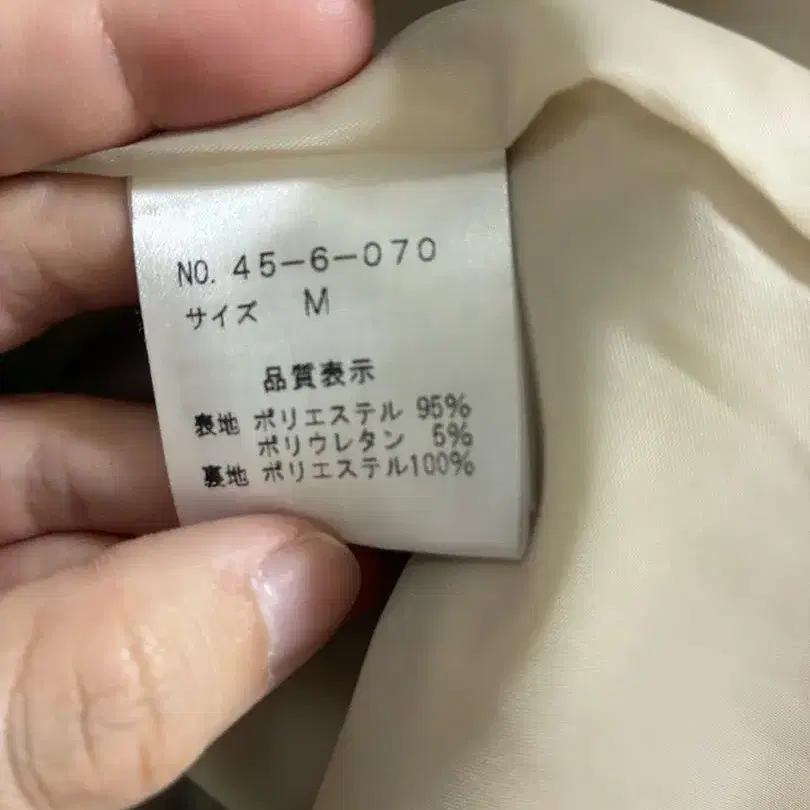 NO. 45-6-070
サイズ M
品質表示
表地 ポリエステル 95%
ポリウレタン 5%
裏地 ポリエステル100%